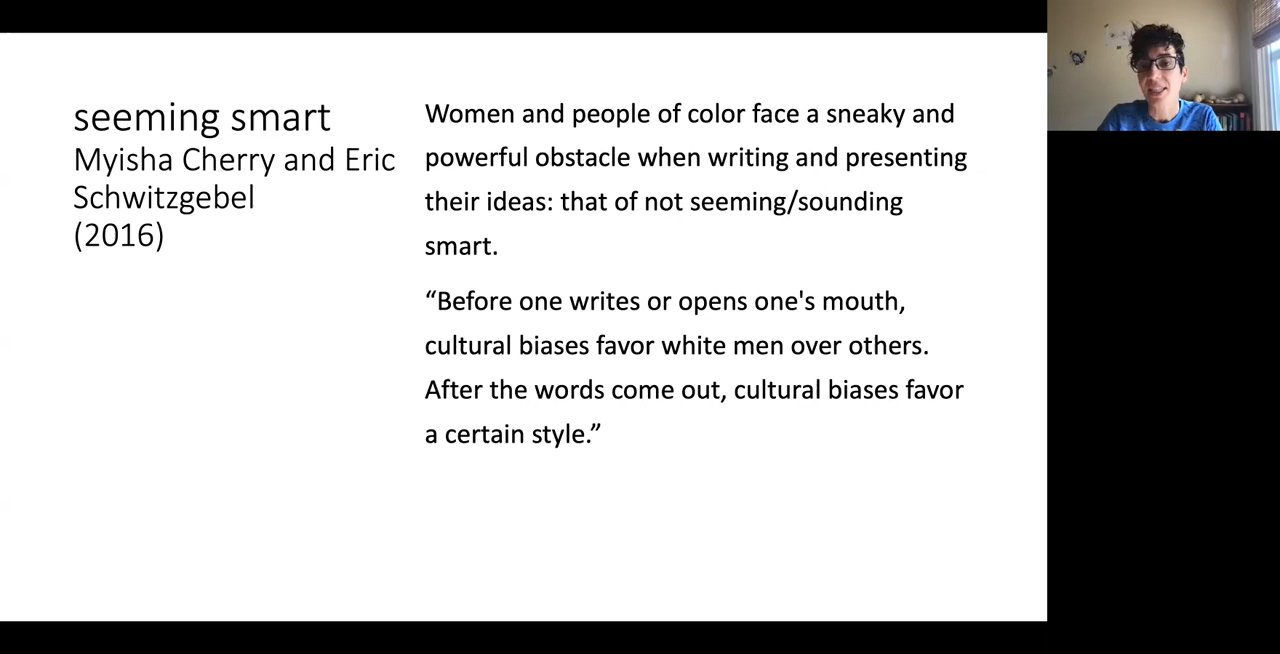 seeming smart
Myisha Cherry and Eric
Schwitzgebel
(2016)
Women and people of color face a sneaky and
powerful obstacle when writing and presenting
their ideas: that of not seeming/sounding
smart.
“Before one writes or opens one's mouth,
cultural biases favor white men over others.
After the words come out, cultural biases favor
a certain style.”